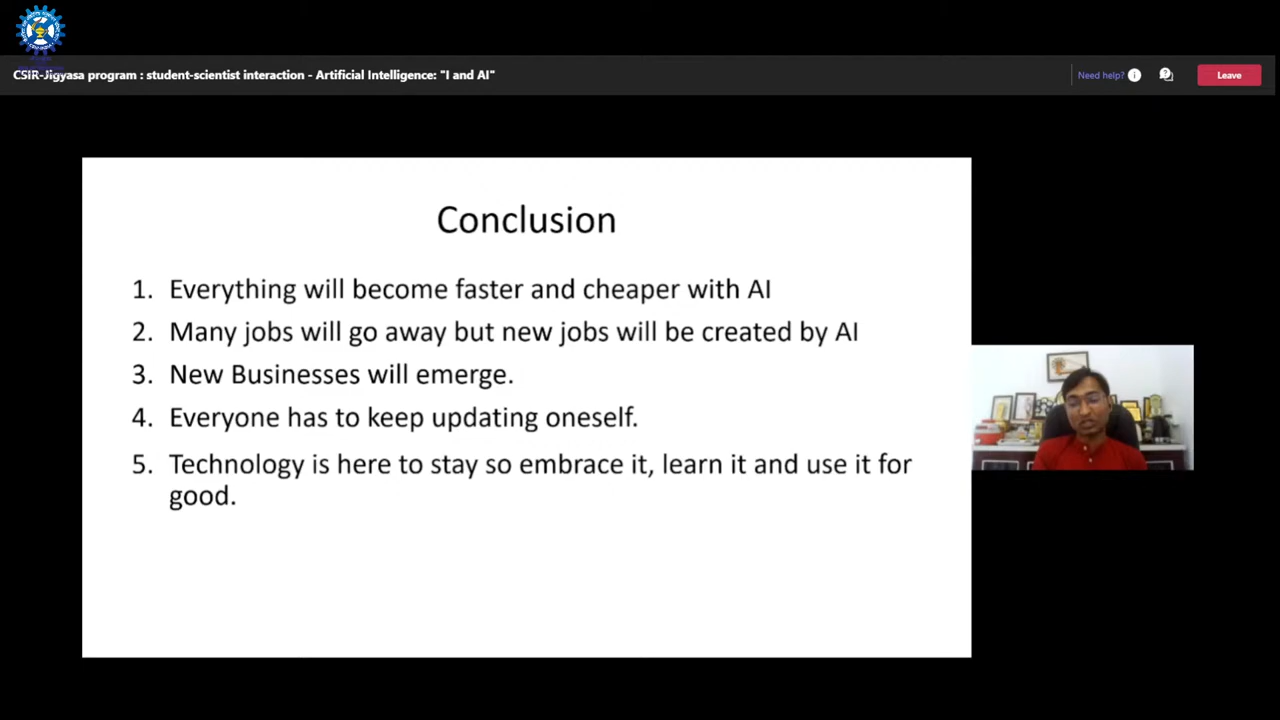 CSIR-Jigyasa program : student-scientist interaction - Artificial Intelligence: "I and AI"
Need help?
Leave
Conclusion
1. Everything will become faster and cheaper with AI
2. Many jobs will go away but new jobs will be created by AI
3. New Businesses will emerge.
4. Everyone has to keep updating oneself.
5. Technology is here to stay so embrace it, learn it and use it for
good.